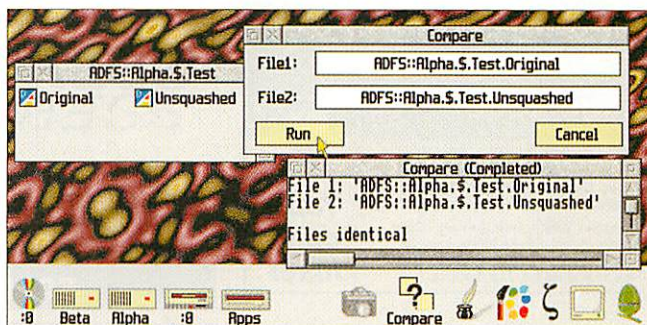 Compare
File1: ADFS::Alpha.$.Test.Original
File2: ADFS::Alpha.$.Test.Unsquashed
Run Cancel
ADFS::Alpha.$.Test
Original Unsquashed
Compare (Completed)
File 1: 'ADFS::Alpha.$.Test.Original'
File 2: 'ADFS::Alpha.$.Test.Unsquashed'
Files identical
:0 Beta Alpha :0 Apps Compare